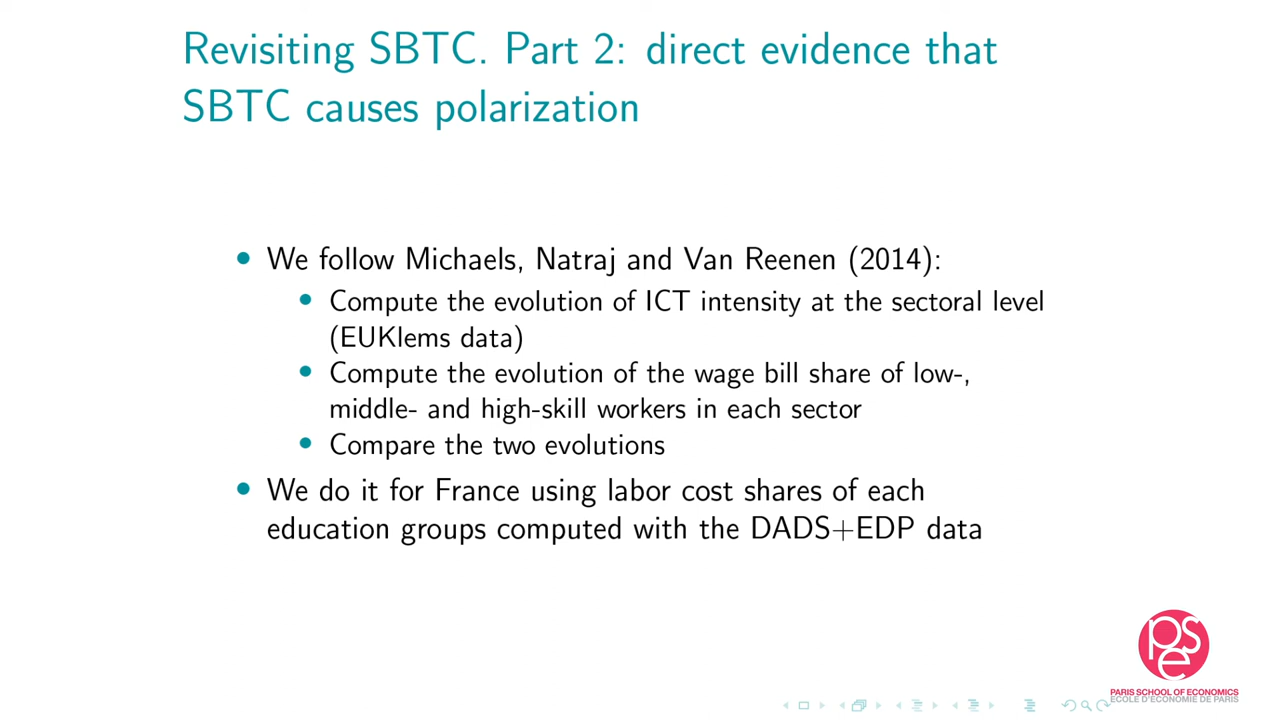 Revisiting SBTC. Part 2: direct evidence that
SBTC causes polarization
We follow Michaels, Natraj and Van Reenen (2014):
Compute the evolution of ICT intensity at the sectoral level
(EUKlems data)
Compute the evolution of the wage bill share of low-,
middle- and high-skill workers in each sector
Compare the two evolutions
We do it for France using labor cost shares of each
education groups computed with the DADS+EDP data
pse
PARIS SCHOOL OF ECONOMICS
ECOLE D'ECONOMIE DE PARIS